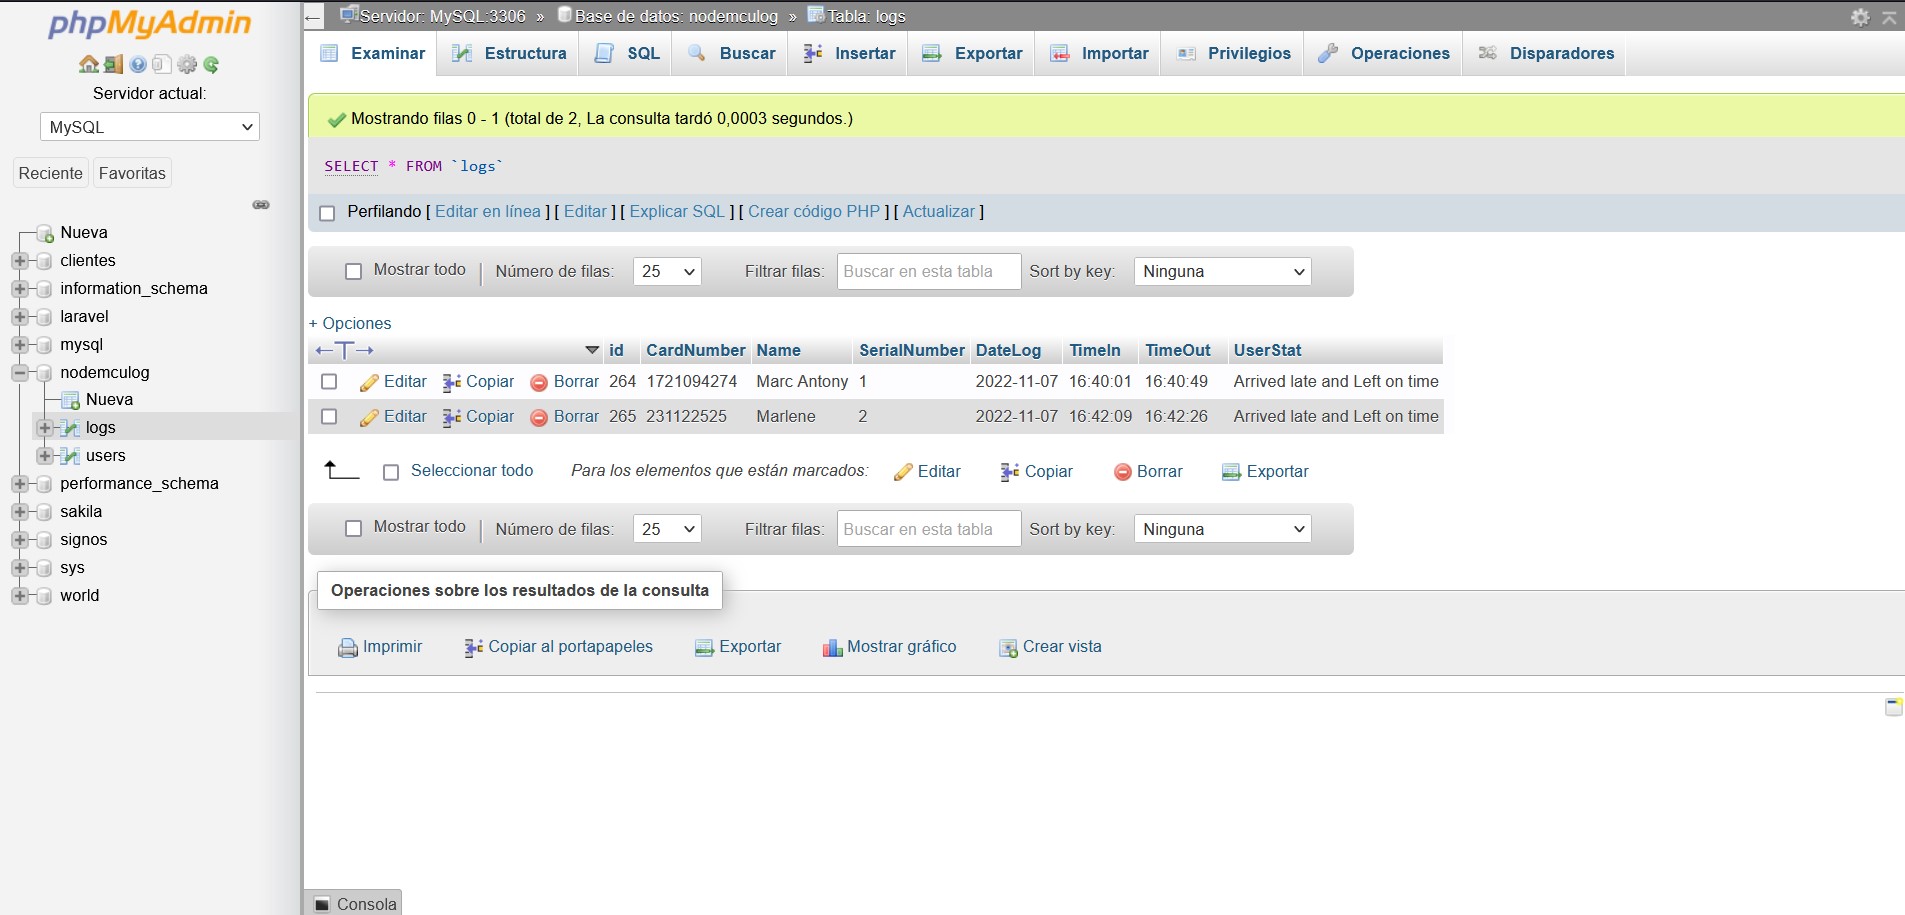 phpMyAdmin
Servidor actual:
MySQL
Reciente Favoritas
Nueva
clientes
information_schema
laravel
mysql
nodemculog
Nueva
logs
users
performance_schema
sakila
signos
sys
world
Servidor: MySQL:3306 » Base de datos: nodemculog » Tabla: logs
Examinar Estructura SQL Buscar Insertar Exportar Importar Privilegios Operaciones Disparadores
Mostrando filas 0 - 1 (total de 2, La consulta tardó 0,0003 segundos.)
SELECT * FROM `logs`
Perfilando [ Editar en línea ] [ Editar ] [ Explicar SQL ] [ Crear código PHP ] [ Actualizar ]
Mostrar todo | Número de filas: 25 Filtrar filas: Buscar en esta tabla Sort by key: Ninguna
+ Opciones
←T→ id CardNumber Name SerialNumber DateLog TimeIn TimeOut UserStat
Editar Copiar Borrar 264 1721094274 Marc Antony 1 2022-11-07 16:40:01 16:40:49 Arrived late and Left on time
Editar Copiar Borrar 265 231122525 Marlene 2 2022-11-07 16:42:09 16:42:26 Arrived late and Left on time
Seleccionar todo Para los elementos que están marcados: Editar Copiar Borrar Exportar
Mostrar todo | Número de filas: 25 Filtrar filas: Buscar en esta tabla Sort by key: Ninguna
Operaciones sobre los resultados de la consulta
Imprimir Copiar al portapapeles Exportar Mostrar gráfico Crear vista
Consola